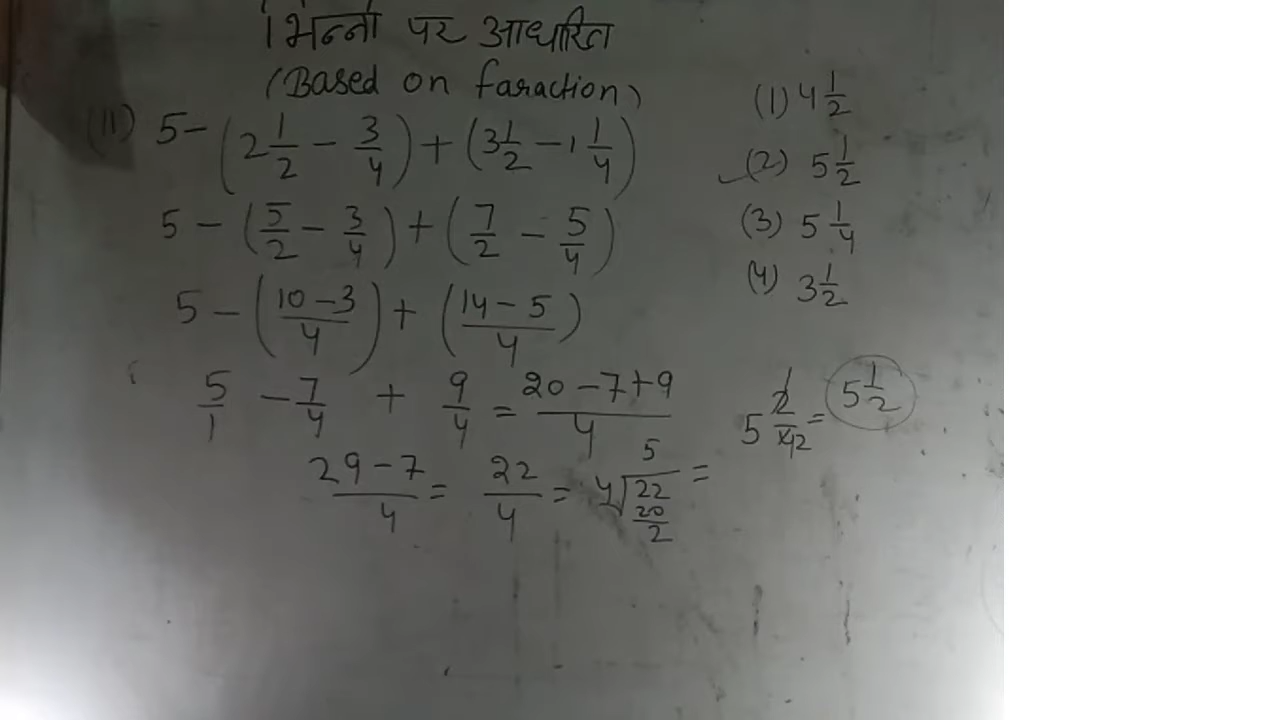 भिन्नो पर आधारित
(Based on faraction)
(11) 5 - (2 1/2 - 3/4) + (3 1/2 - 1 1/4)
5 - (5/2 - 3/4) + (7/2 - 5/4)
5 - ((10 - 3)/4) + ((14 - 5)/4)
5/1 - 7/4 + 9/4 = (20 - 7 + 9)/4
(29 - 7)/4 = 22/4 = 4)22(5 20 2 =
5 2/4 1 2 = 5 1/2
(1) 4 1/2
(2) 5 1/2
(3) 5 1/4
(4) 3 1/2